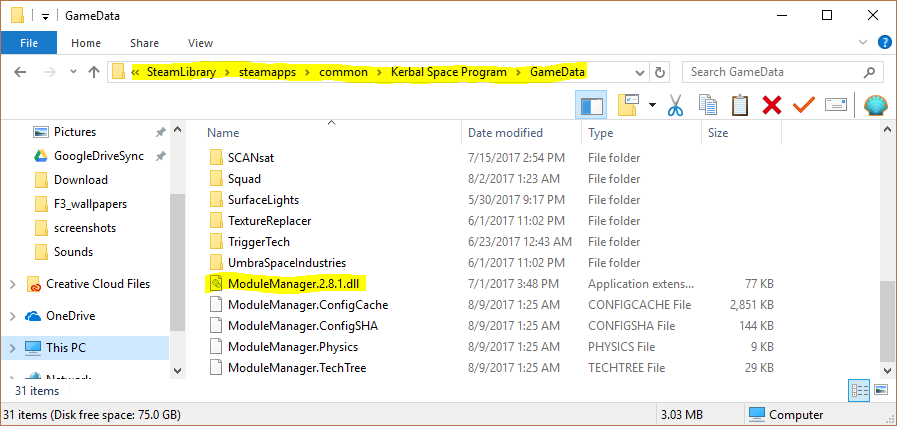 GameData
File Home Share View
« SteamLibrary > steamapps > common > Kerbal Space Program > GameData Search GameData
Name Date modified Type Size
Pictures
GoogleDriveSync
Download
F3_wallpapers
screenshots
Sounds
Creative Cloud Files
OneDrive
This PC
Network
SCANsat 7/15/2017 2:54 PM File folder
Squad 8/2/2017 1:23 AM File folder
SurfaceLights 5/30/2017 9:17 PM File folder
TextureReplacer 6/1/2017 11:02 PM File folder
TriggerTech 6/23/2017 12:43 AM File folder
UmbraSpaceIndustries 6/1/2017 11:02 PM File folder
ModuleManager.2.8.1.dll 7/1/2017 3:48 PM Application extens... 77 KB
ModuleManager.ConfigCache 8/9/2017 1:25 AM CONFIGCACHE File 2,851 KB
ModuleManager.ConfigSHA 8/9/2017 1:25 AM CONFIGSHA File 144 KB
ModuleManager.Physics 8/9/2017 1:25 AM PHYSICS File 9 KB
ModuleManager.TechTree 8/9/2017 1:25 AM TECHTREE File 29 KB
31 items
31 items (Disk free space: 75.0 GB) 3.03 MB Computer